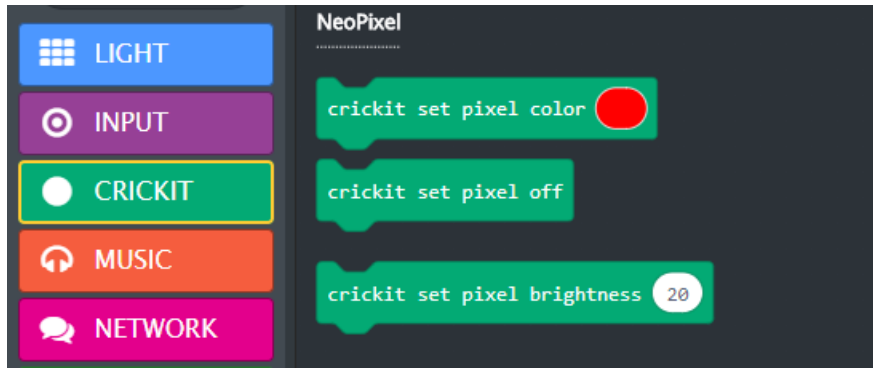 LIGHT
INPUT
CRICKIT
MUSIC
NETWORK
NeoPixel
crickit set pixel color
crickit set pixel off
crickit set pixel brightness 20